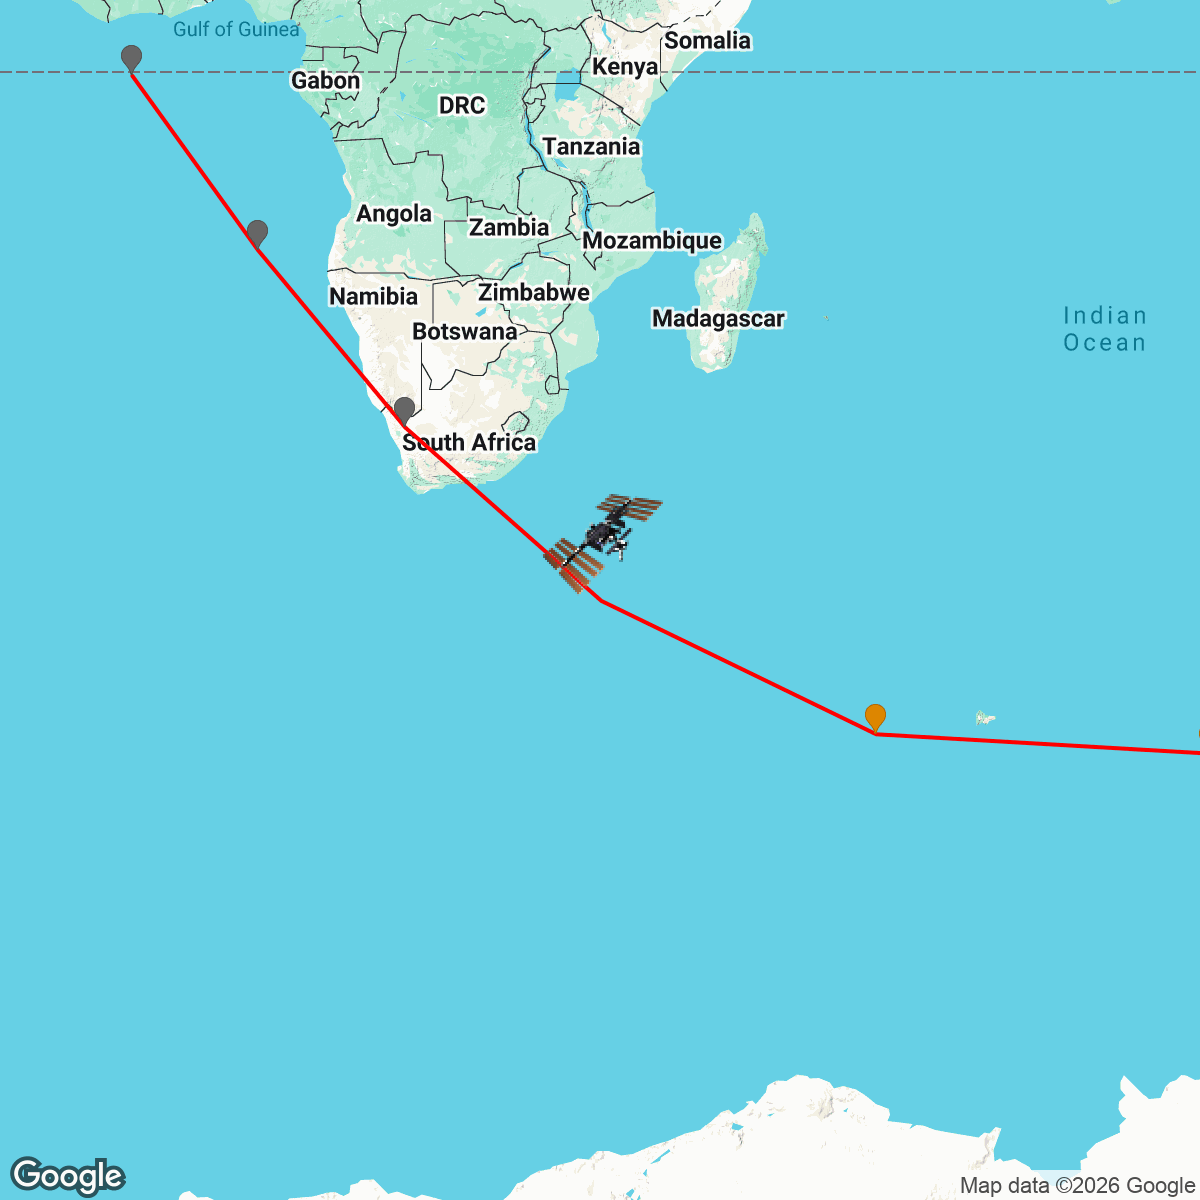 Gulf of Guinea
Somalia
Kenya
Gabon
DRC
Tanzania
Angola
Zambia
Mozambique
Namibia
Zimbabwe
Madagascar
Botswana
Indian
Ocean
South Africa
Google
Map data ©2026 Google